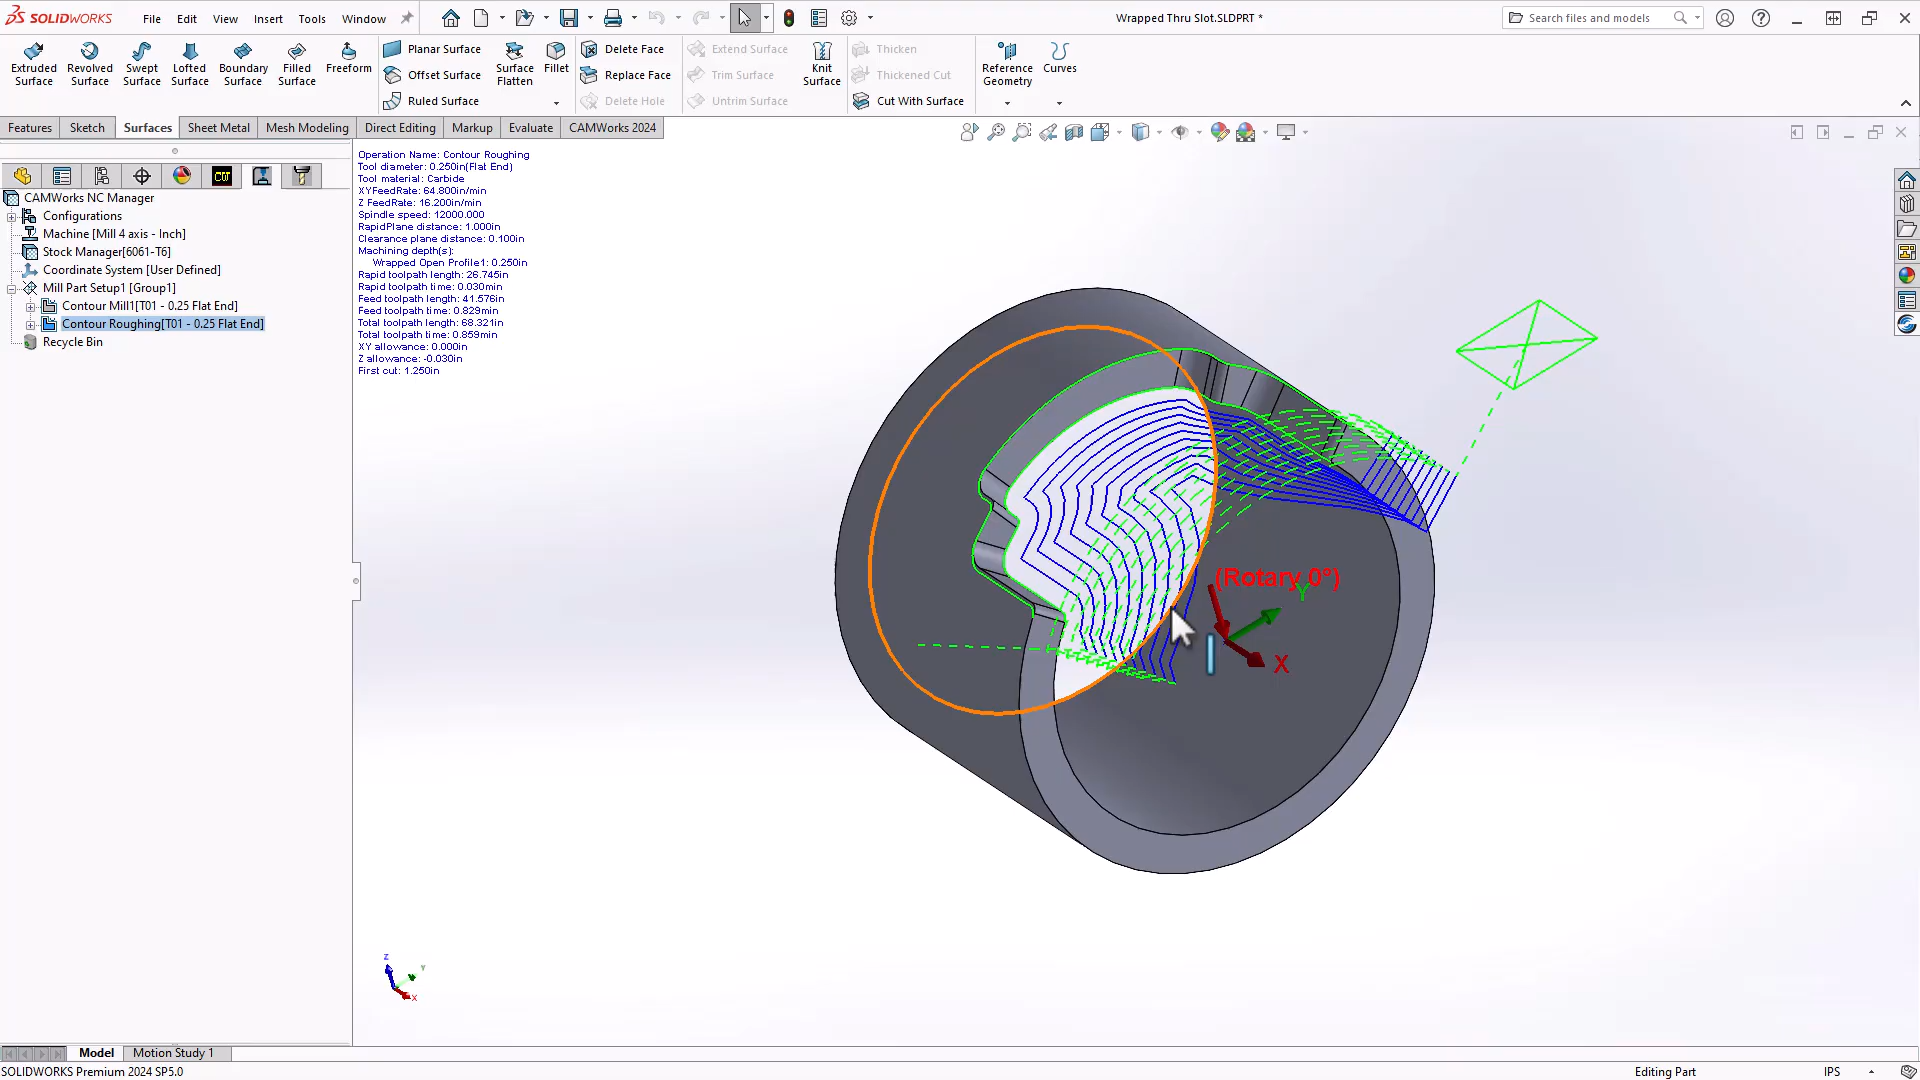 SOLIDWORKS File Edit View Insert Tools Window Wrapped Thru Slot.SLDPRT * Search files and models
Extruded Surface
Revolved Surface
Swept Surface
Lofted Surface
Boundary Surface
Filled Surface
Freeform
Planar Surface
Offset Surface
Ruled Surface
Surface Flatten
Fillet
Delete Face
Replace Face
Delete Hole
Extend Surface
Trim Surface
Untrim Surface
Knit Surface
Thicken
Thickened Cut
Cut With Surface
Reference Geometry
Curves
Features Sketch Surfaces Sheet Metal Mesh Modeling Direct Editing Markup Evaluate CAMWorks 2024
CW
CAMWorks NC Manager
Configurations
Machine [Mill 4 axis - Inch]
Stock Manager[6061-T6]
Coordinate System [User Defined]
Mill Part Setup1 [Group1]
Contour Mill1[T01 - 0.25 Flat End]
Contour Roughing[T01 - 0.25 Flat End]
Recycle Bin
Operation Name: Contour Roughing
Tool diameter: 0.250in(Flat End)
Tool material: Carbide
XYFeedRate: 64.800in/min
Z FeedRate: 16.200in/min
Spindle speed: 12000.000
RapidPlane distance: 1.000in
Clearance plane distance: 0.100in
Machining depth(s):
Wrapped Open Profile1: 0.250in
Rapid toolpath length: 26.745in
Rapid toolpath time: 0.030min
Feed toolpath length: 41.576in
Feed toolpath time: 0.829min
Total toolpath length: 68.321in
Total toolpath time: 0.859min
XY allowance: 0.000in
Z allowance: -0.030in
First cut: 1.250in
(Rotary 0°)
Y
X
Z
Y
X
Model Motion Study 1
SOLIDWORKS Premium 2024 SP5.0 Editing Part IPS